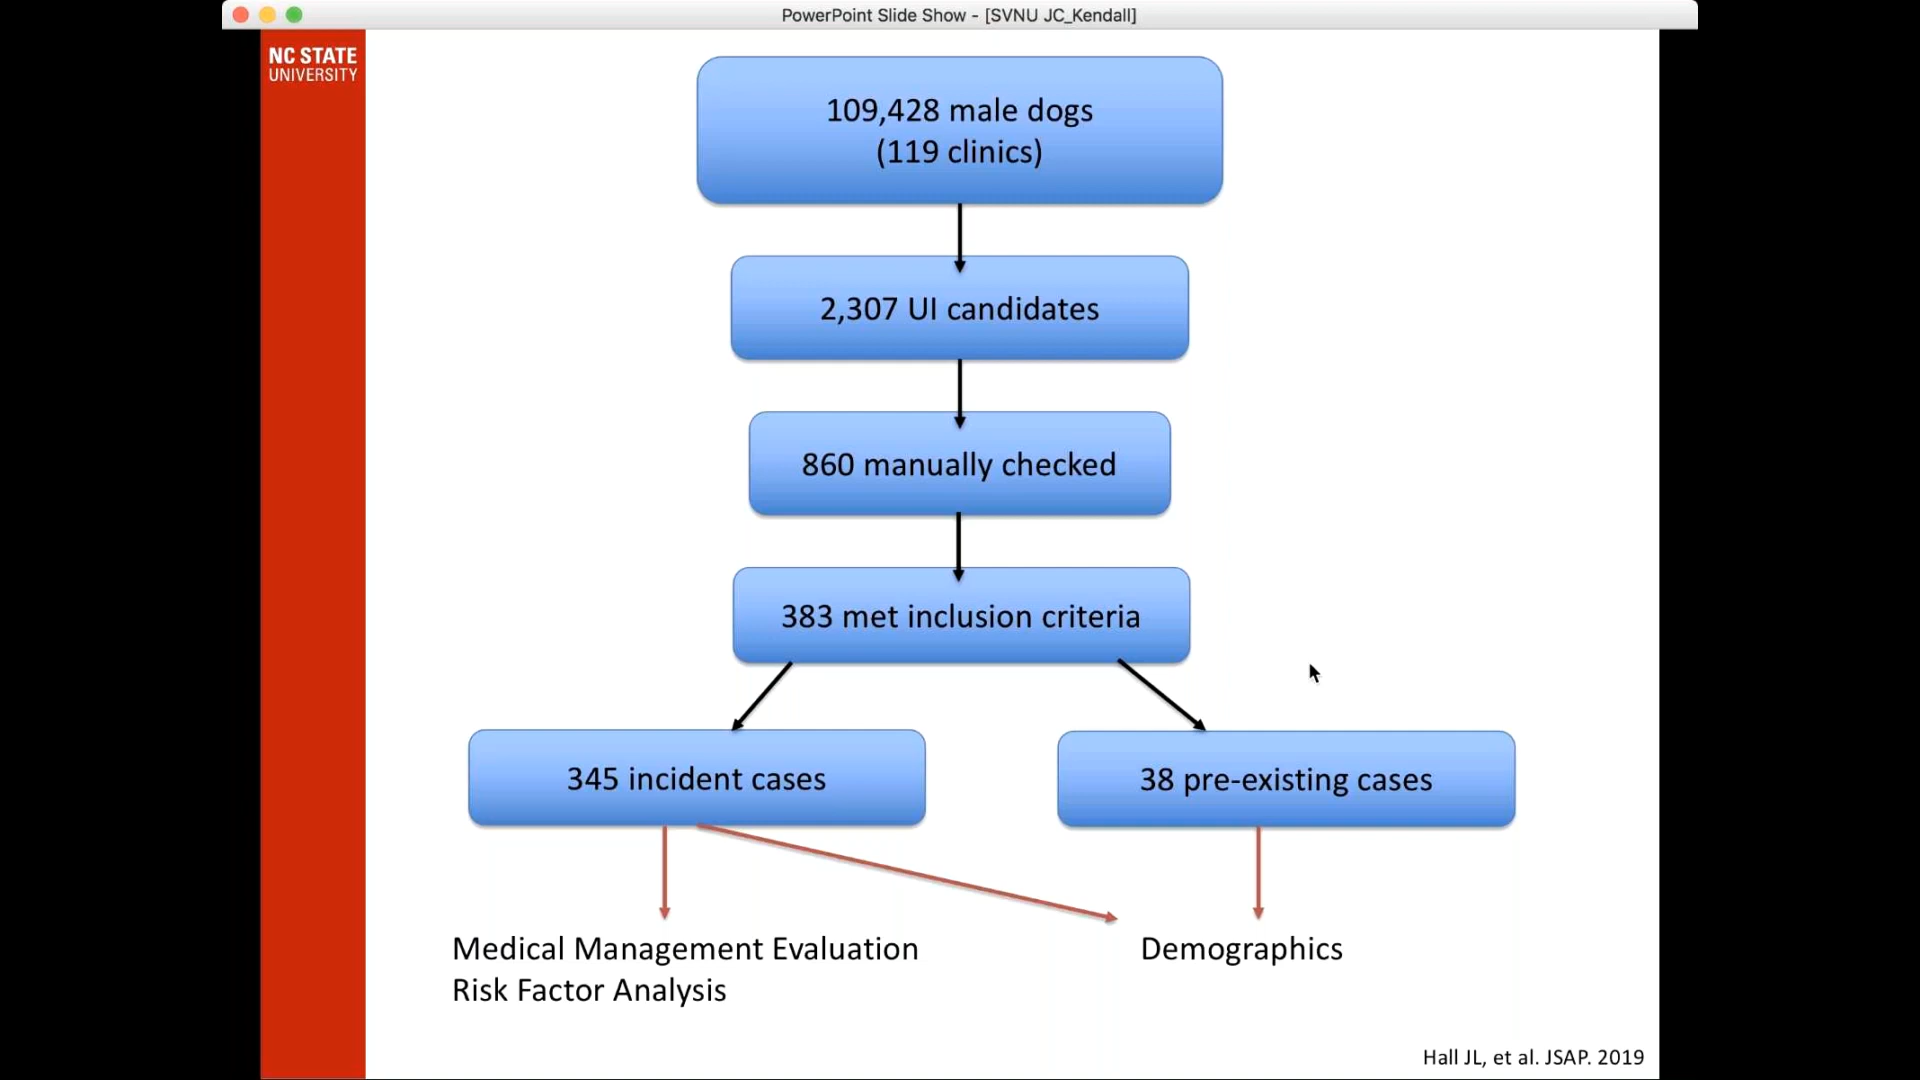 PowerPoint Slide Show - [SVNU JC_Kendall]
NC STATE
UNIVERSITY
109,428 male dogs
(119 clinics)
2,307 UI candidates
860 manually checked
383 met inclusion criteria
345 incident cases
38 pre-existing cases
Medical Management Evaluation
Risk Factor Analysis
Demographics
Hall JL, et al. JSAP. 2019